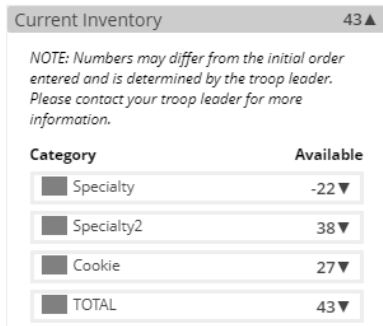 Current Inventory 43▲
NOTE: Numbers may differ from the initial order
entered and is determined by the troop leader.
Please contact your troop leader for more
information.
Category Available
Specialty -22▼
Specialty2 38▼
Cookie 27▼
TOTAL 43▼